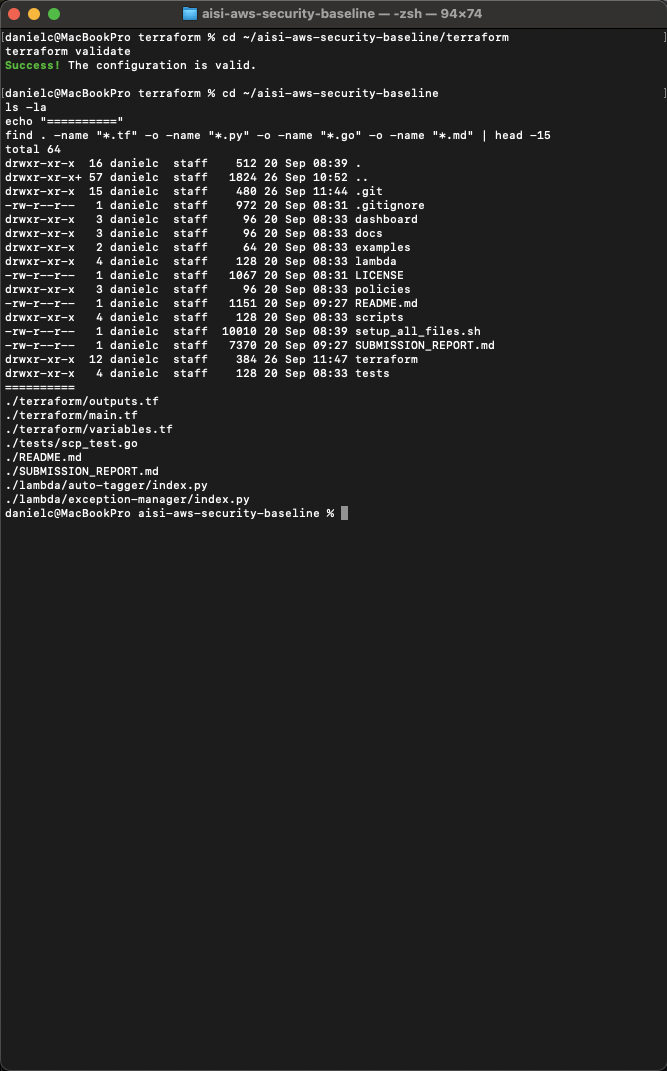 aisi-aws-security-baseline — -zsh — 94×74
[danielc@MacBookPro terraform % cd ~/aisi-aws-security-baseline/terraform ]
terraform validate
Success! The configuration is valid.
[danielc@MacBookPro terraform % cd ~/aisi-aws-security-baseline ]
ls -la
echo "=========="
find . -name "*.tf" -o -name "*.py" -o -name "*.go" -o -name "*.md" | head -15
total 64
drwxr-xr-x  16 danielc  staff    512 20 Sep 08:39 .
drwxr-xr-x+ 57 danielc  staff   1824 26 Sep 10:52 ..
drwxr-xr-x  15 danielc  staff    480 26 Sep 11:44 .git
-rw-r--r--   1 danielc  staff    972 20 Sep 08:31 .gitignore
drwxr-xr-x   3 danielc  staff     96 20 Sep 08:33 dashboard
drwxr-xr-x   3 danielc  staff     96 20 Sep 08:33 docs
drwxr-xr-x   2 danielc  staff     64 20 Sep 08:33 examples
drwxr-xr-x   4 danielc  staff    128 20 Sep 08:33 lambda
-rw-r--r--   1 danielc  staff   1067 20 Sep 08:31 LICENSE
drwxr-xr-x   3 danielc  staff     96 20 Sep 08:33 policies
-rw-r--r--   1 danielc  staff   1151 20 Sep 09:27 README.md
drwxr-xr-x   4 danielc  staff    128 20 Sep 08:33 scripts
-rw-r--r--   1 danielc  staff  10010 20 Sep 08:39 setup_all_files.sh
-rw-r--r--   1 danielc  staff   7370 20 Sep 09:27 SUBMISSION_REPORT.md
drwxr-xr-x  12 danielc  staff    384 26 Sep 11:47 terraform
drwxr-xr-x   4 danielc  staff    128 20 Sep 08:33 tests
==========
./terraform/outputs.tf
./terraform/main.tf
./terraform/variables.tf
./tests/scp_test.go
./README.md
./SUBMISSION_REPORT.md
./lambda/auto-tagger/index.py
./lambda/exception-manager/index.py
danielc@MacBookPro aisi-aws-security-baseline %